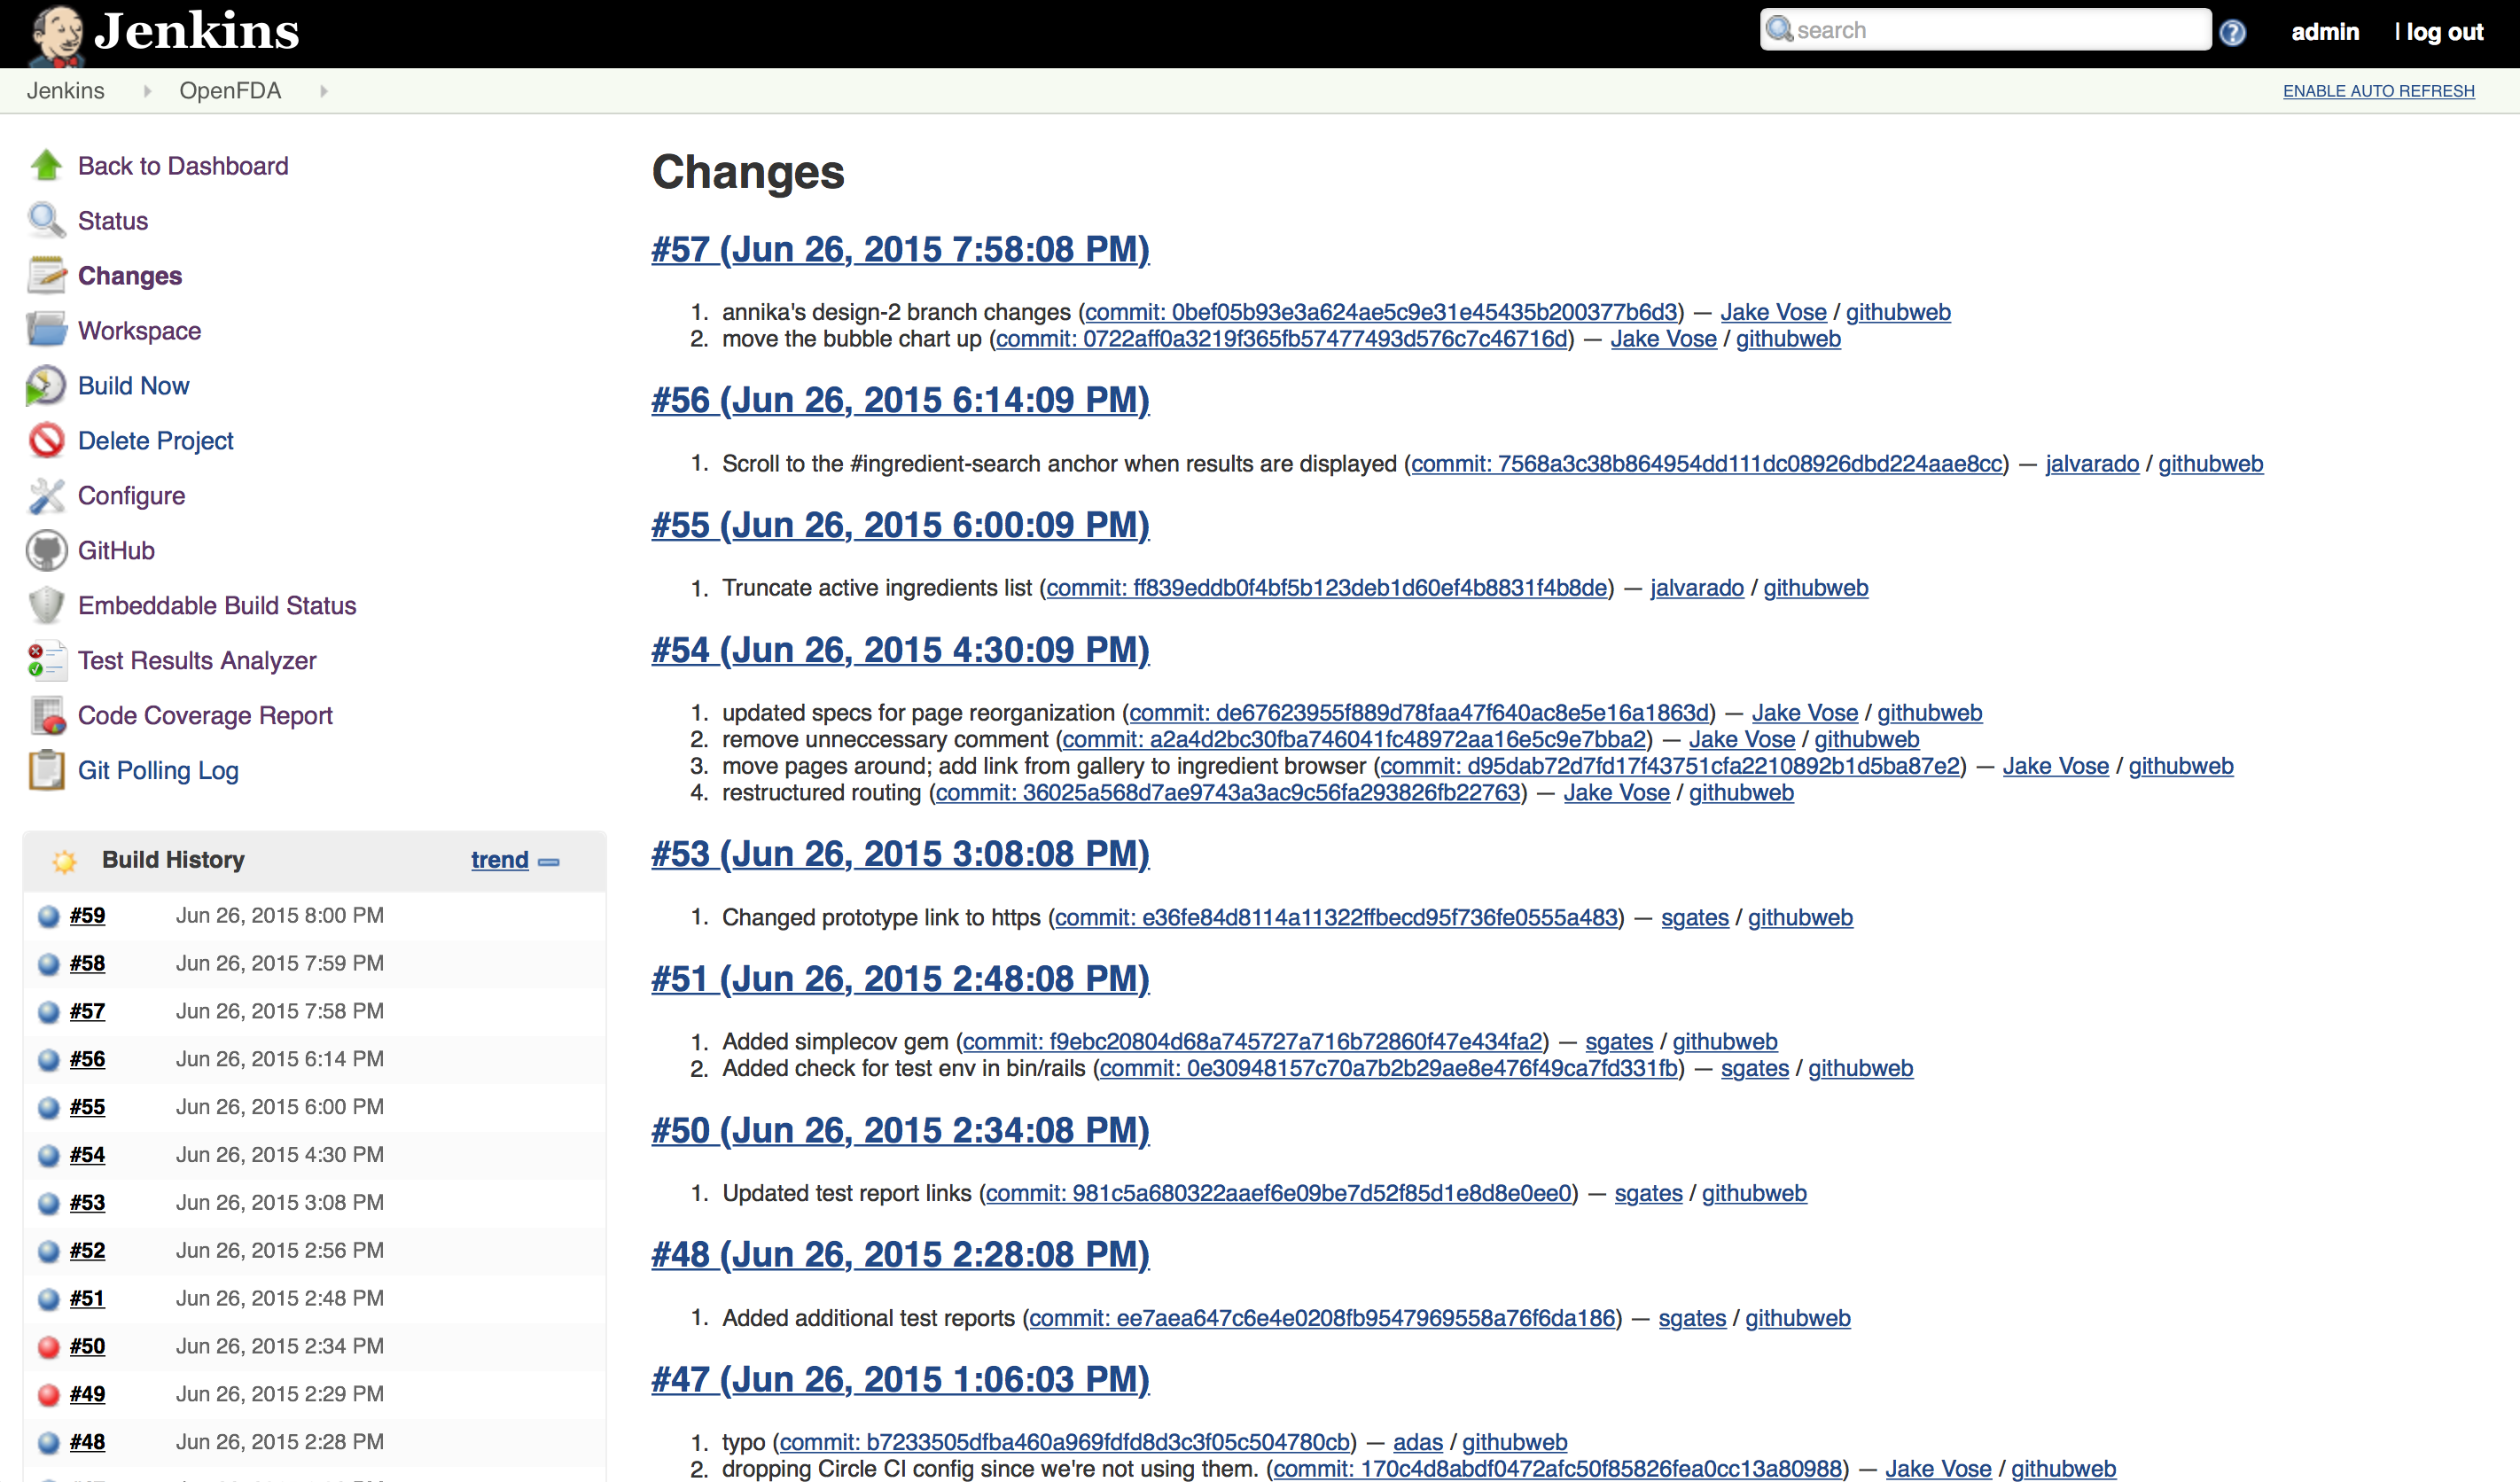 Jenkins
search
admin
| log out
Jenkins
OpenFDA
ENABLE AUTO REFRESH
Back to Dashboard
Status
Changes
Workspace
Build Now
Delete Project
Configure
GitHub
Embeddable Build Status
Test Results Analyzer
Code Coverage Report
Git Polling Log
Build History trend
#59 Jun 26, 2015 8:00 PM
#58 Jun 26, 2015 7:59 PM
#57 Jun 26, 2015 7:58 PM
#56 Jun 26, 2015 6:14 PM
#55 Jun 26, 2015 6:00 PM
#54 Jun 26, 2015 4:30 PM
#53 Jun 26, 2015 3:08 PM
#52 Jun 26, 2015 2:56 PM
#51 Jun 26, 2015 2:48 PM
#50 Jun 26, 2015 2:34 PM
#49 Jun 26, 2015 2:29 PM
#48 Jun 26, 2015 2:28 PM
Changes
#57 (Jun 26, 2015 7:58:08 PM)
1. annika's design-2 branch changes (commit: 0bef05b93e3a624ae5c9e31e45435b200377b6d3) — Jake Vose / githubweb
2. move the bubble chart up (commit: 0722aff0a3219f365fb57477493d576c7c46716d) — Jake Vose / githubweb
#56 (Jun 26, 2015 6:14:09 PM)
1. Scroll to the #ingredient-search anchor when results are displayed (commit: 7568a3c38b864954dd111dc08926dbd224aae8cc) — jalvarado / githubweb
#55 (Jun 26, 2015 6:00:09 PM)
1. Truncate active ingredients list (commit: ff839eddb0f4bf5b123deb1d60ef4b8831f4b8de) — jalvarado / githubweb
#54 (Jun 26, 2015 4:30:09 PM)
1. updated specs for page reorganization (commit: de67623955f889d78faa47f640ac8e5e16a1863d) — Jake Vose / githubweb
2. remove unneccessary comment (commit: a2a4d2bc30fba746041fc48972aa16e5c9e7bba2) — Jake Vose / githubweb
3. move pages around; add link from gallery to ingredient browser (commit: d95dab72d7fd17f43751cfa2210892b1d5ba87e2) — Jake Vose / githubweb
4. restructured routing (commit: 36025a568d7ae9743a3ac9c56fa293826fb22763) — Jake Vose / githubweb
#53 (Jun 26, 2015 3:08:08 PM)
1. Changed prototype link to https (commit: e36fe84d8114a11322ffbecd95f736fe0555a483) — sgates / githubweb
#51 (Jun 26, 2015 2:48:08 PM)
1. Added simplecov gem (commit: f9ebc20804d68a745727a716b72860f47e434fa2) — sgates / githubweb
2. Added check for test env in bin/rails (commit: 0e30948157c70a7b2b29ae8e476f49ca7fd331fb) — sgates / githubweb
#50 (Jun 26, 2015 2:34:08 PM)
1. Updated test report links (commit: 981c5a680322aaef6e09be7d52f85d1e8d8e0ee0) — sgates / githubweb
#48 (Jun 26, 2015 2:28:08 PM)
1. Added additional test reports (commit: ee7aea647c6e4e0208fb9547969558a76f6da186) — sgates / githubweb
#47 (Jun 26, 2015 1:06:03 PM)
1. typo (commit: b7233505dfba460a969fdfd8d3c3f05c504780cb) — adas / githubweb
2. dropping Circle CI config since we're not using them. (commit: 170c4d8abdf0472afc50f85826fea0cc13a80988) — Jake Vose / githubweb